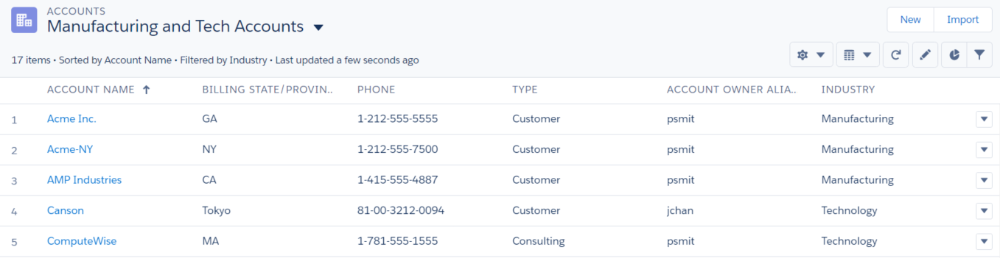 ACCOUNTS
Manufacturing and Tech Accounts
New Import
17 items • Sorted by Account Name • Filtered by Industry • Last updated a few seconds ago
ACCOUNT NAME BILLING STATE/PROVIN.. PHONE TYPE ACCOUNT OWNER ALIA.. INDUSTRY
1 Acme Inc. GA 1-212-555-5555 Customer psmit Manufacturing
2 Acme-NY NY 1-212-555-7500 Customer psmit Manufacturing
3 AMP Industries CA 1-415-555-4887 Customer psmit Manufacturing
4 Canson Tokyo 81-00-3212-0094 Customer jchan Technology
5 ComputeWise MA 1-781-555-1555 Consulting psmit Technology